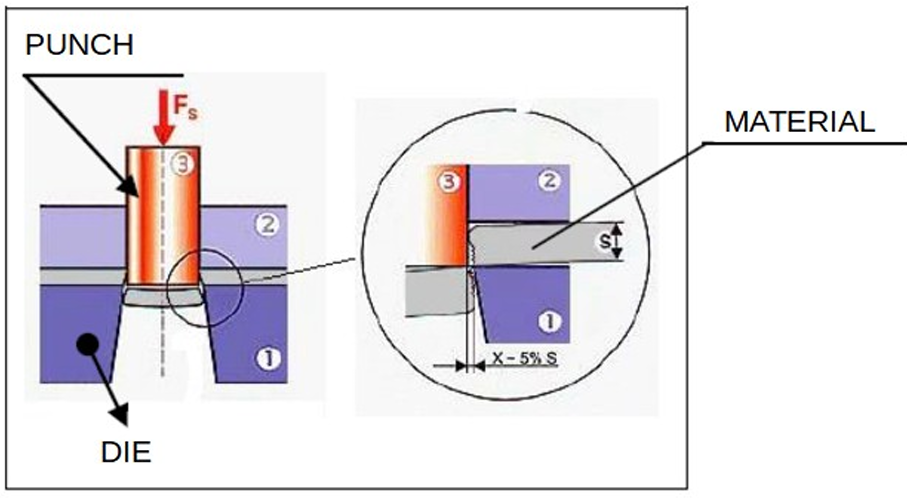 PUNCH
Fs
3
2
1
DIE
MATERIAL
3
2
S
1
X - 5% S